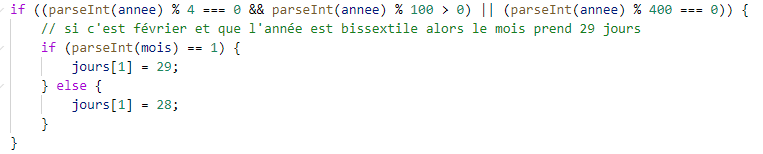 if ((parseInt(annee) % 4 === 0 && parseInt(annee) % 100 > 0) || (parseInt(annee) % 400 === 0)) {
// si c'est février et que l'année est bissextile alors le mois prend 29 jours
if (parseInt(mois) == 1) {
jours[1] = 29;
} else {
jours[1] = 28;
}
}